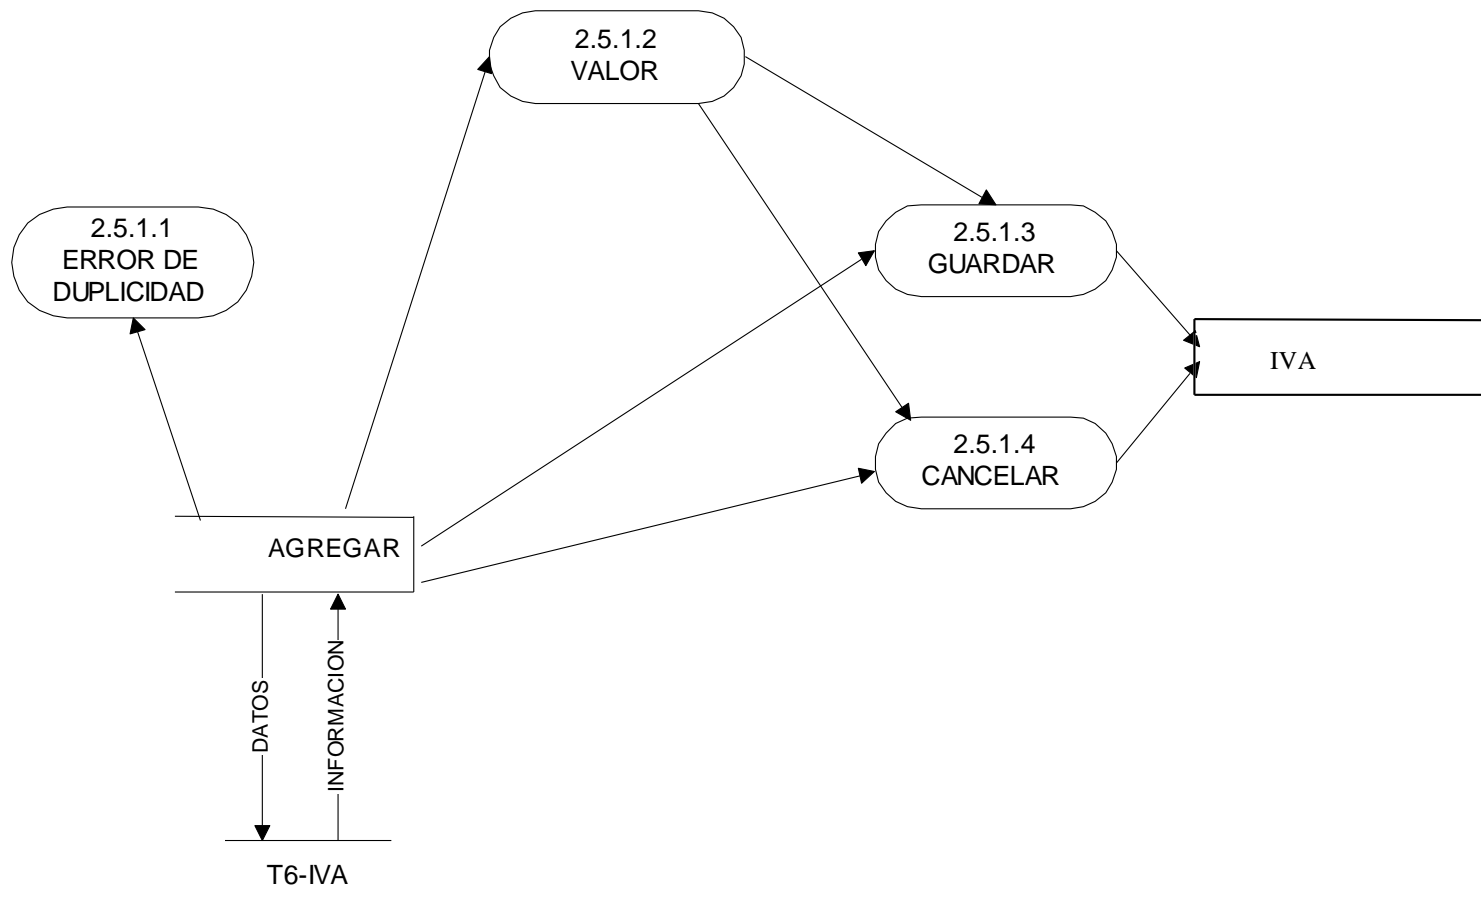 2.5.1.2
VALOR
2.5.1.1
ERROR DE
DUPLICIDAD
2.5.1.3
GUARDAR
IVA
2.5.1.4
CANCELAR
AGREGAR
DATOS
INFORMACION
T6-IVA